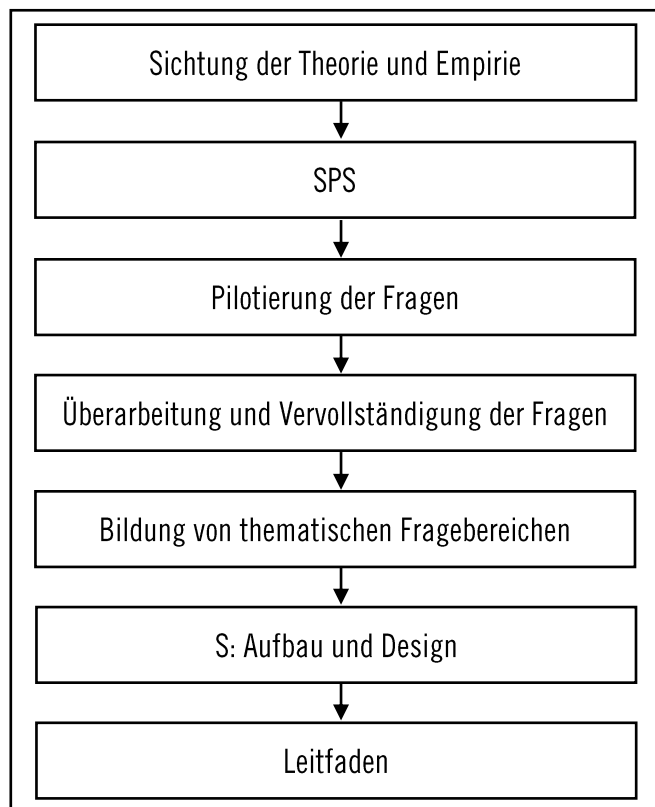 Sichtung der Theorie und Empirie
SPS
Pilotierung der Fragen
Überarbeitung und Vervollständigung der Fragen
Bildung von thematischen Fragebereichen
S: Aufbau und Design
Leitfaden